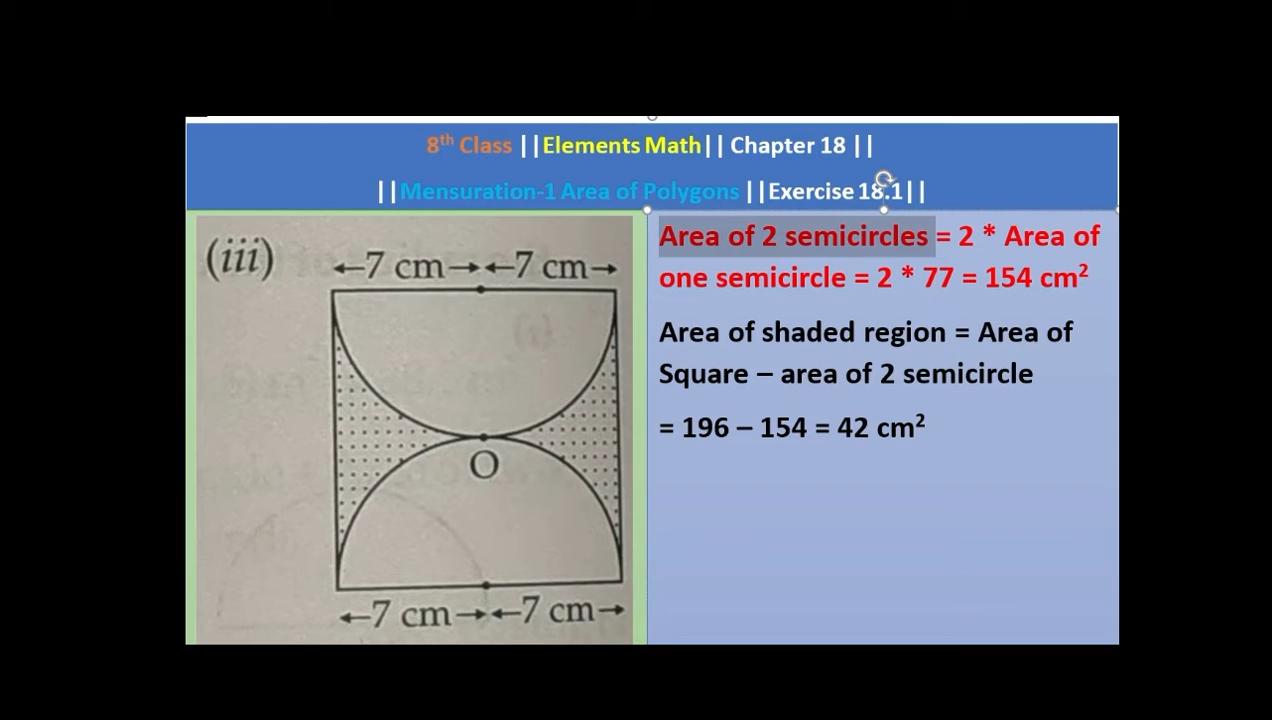 8th Class ||Elements Math|| Chapter 18 ||
||Mensuration-1 Area of Polygons ||Exercise 18.1||
(iii)
←7 cm→←7 cm→
O
←7 cm→←7 cm→
Area of 2 semicircles = 2 * Area of
one semicircle = 2 * 77 = 154 cm²
Area of shaded region = Area of
Square – area of 2 semicircle
= 196 – 154 = 42 cm²